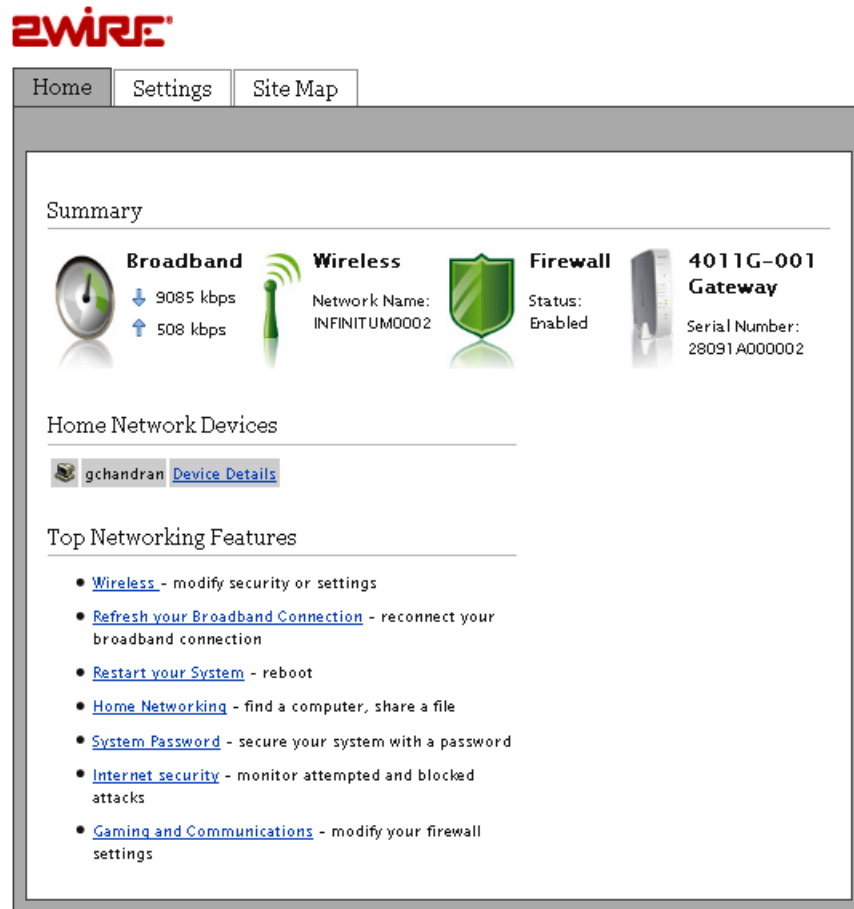 2WIRE®
Home
Settings
Site Map
Summary
Broadband
9085 kbps
508 kbps
Wireless
Network Name:
INFINITUM0002
Firewall
Status:
Enabled
4011G-001
Gateway
Serial Number:
28091A000002
Home Network Devices
gchandran Device Details
Top Networking Features
Wireless - modify security or settings
Refresh your Broadband Connection - reconnect your
broadband connection
Restart your System - reboot
Home Networking - find a computer, share a file
System Password - secure your system with a password
Internet security - monitor attempted and blocked
attacks
Gaming and Communications - modify your firewall
settings